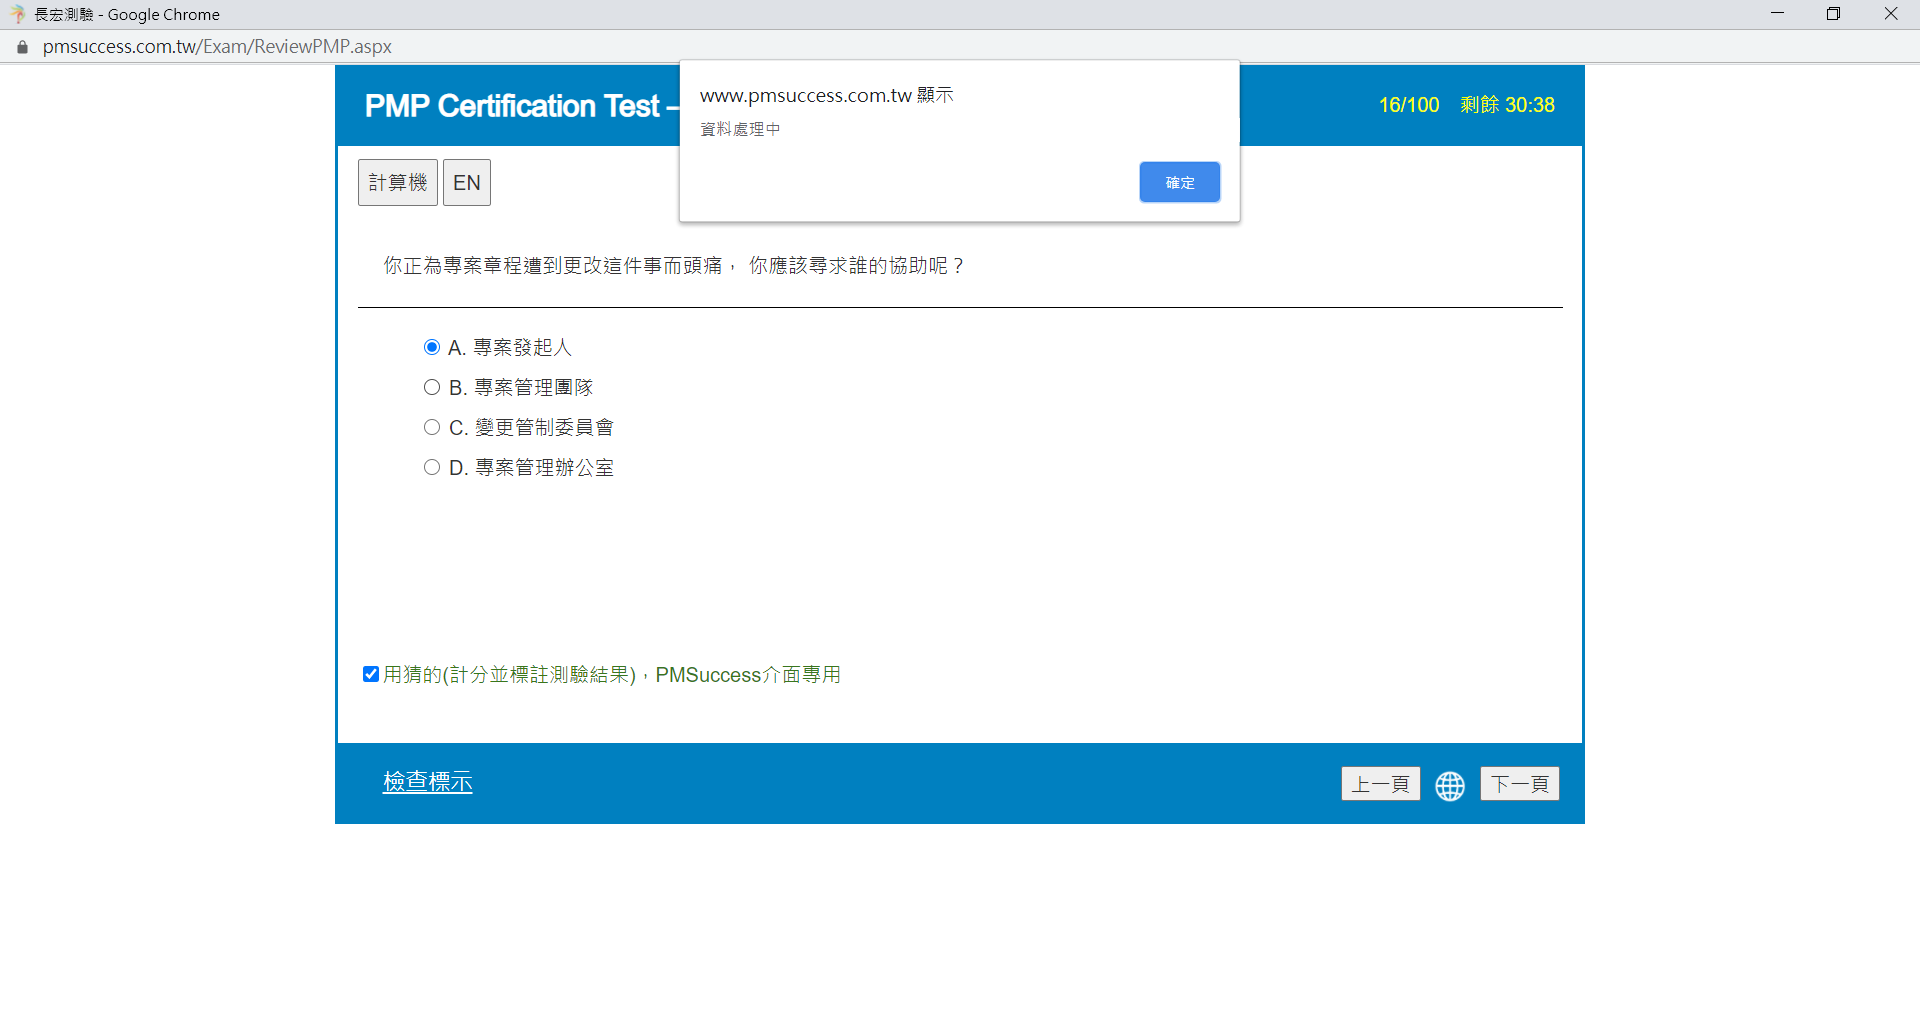 長宏測驗 - Google Chrome
pmsuccess.com.tw/Exam/ReviewPMP.aspx
PMP Certification Test –
www.pmsuccess.com.tw 顯示
資料處理中
確定
16/100 剩餘 30:38
計算機 EN
你正為專案章程遭到更改這件事而頭痛， 你應該尋求誰的協助呢？
A. 專案發起人
B. 專案管理團隊
C. 變更管制委員會
D. 專案管理辦公室
用猜的(計分並標註測驗結果)，PMSuccess介面專用
檢查標示
上一頁 下一頁